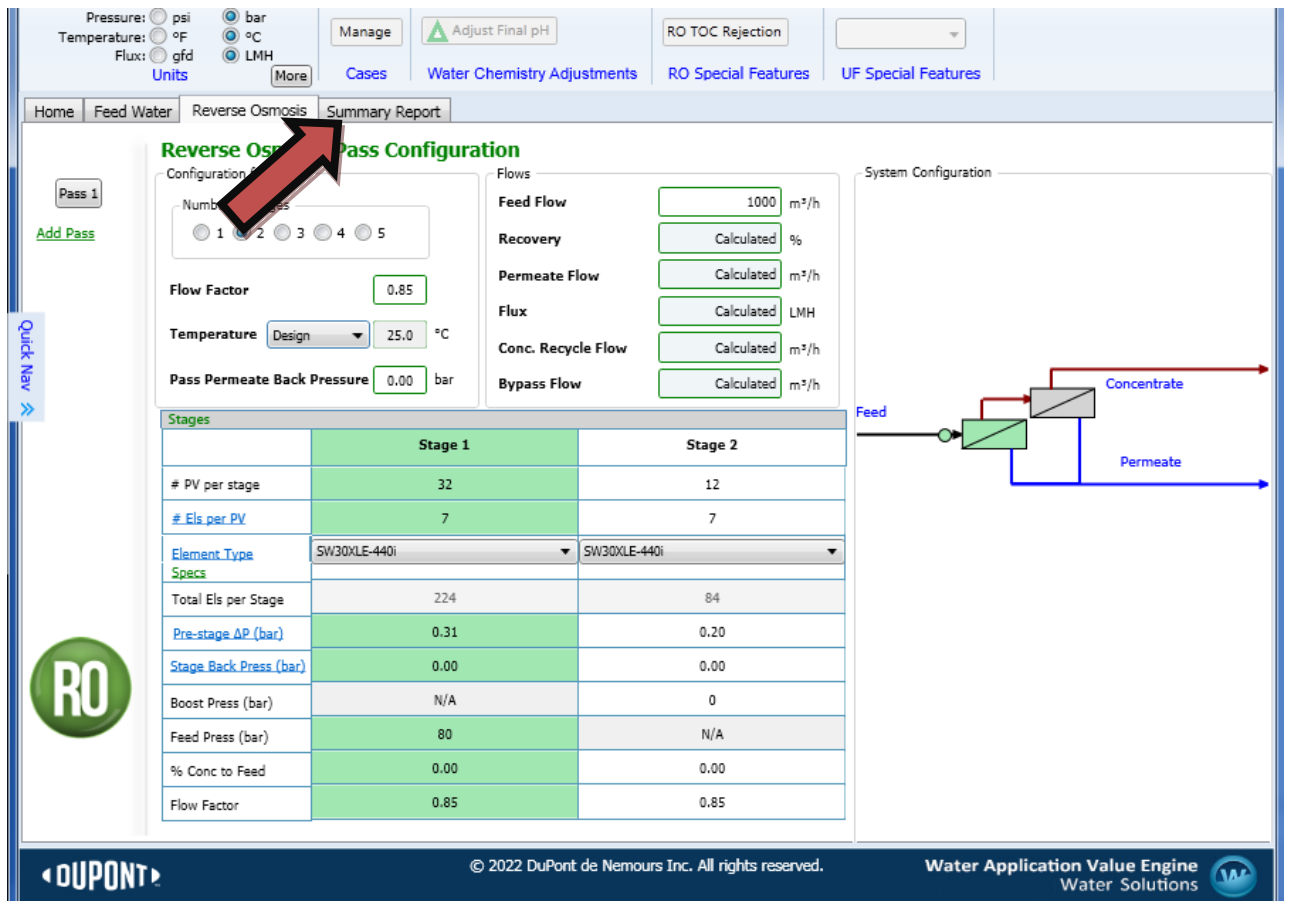 Pressure: psi bar
Temperature: °F °C
Flux: gfd LMH
Units More
Manage
Cases
Adjust Final pH
Water Chemistry Adjustments
RO TOC Rejection
RO Special Features
UF Special Features
Home Feed Water Reverse Osmosis Summary Report
Pass 1
Add Pass
Quick Nav
Pass Configuration
Configuration
1 2 3 4 5
Flow Factor 0.85
Temperature Design 25.0 °C
Pass Permeate Back Pressure 0.00 bar
Flows
Feed Flow 1000 m³/h
Recovery Calculated %
Permeate Flow Calculated m³/h
Flux Calculated LMH
Conc. Recycle Flow Calculated m³/h
Bypass Flow Calculated m³/h
System Configuration
Feed
Concentrate
Permeate
Stages
Stage 1 Stage 2
# PV per stage 32 12
# Els per PV 7 7
Element Type SW30XLE-440i SW30XLE-440i
Specs
Total Els per Stage 224 84
Pre-stage ΔP (bar) 0.31 0.20
Stage Back Press (bar) 0.00 0.00
Boost Press (bar) N/A 0
Feed Press (bar) 80 N/A
% Conc to Feed 0.00 0.00
Flow Factor 0.85 0.85
RO
DUPONT
© 2022 DuPont de Nemours Inc. All rights reserved.
Water Application Value Engine
Water Solutions
W